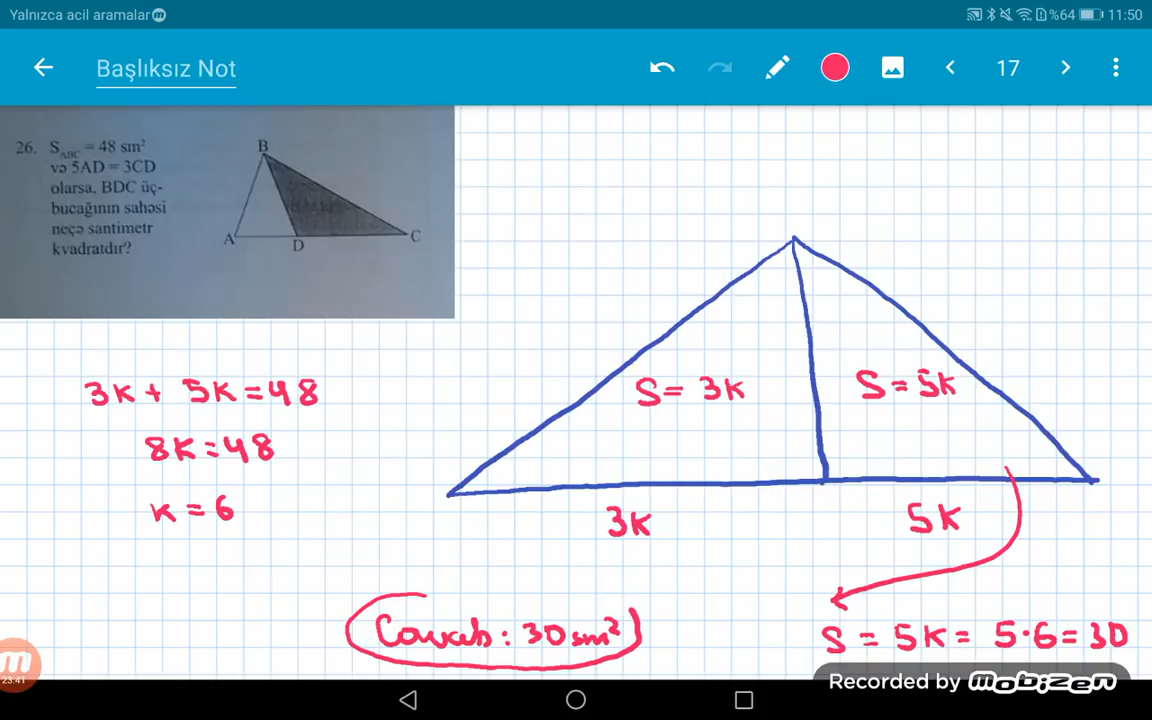 Yalnızca acil aramalar
%64 11:50
Başlıksız Not
17
26. S_ABC = 48 sm²
və 5AD = 3CD
olarsa, BDC üç-
bucağının sahəsi
neçə santimetr
kvadratdır?
B
A
D
C
3k + 5k = 48
8k = 48
k = 6
S = 3k
S = 5k
3k
5k
Cavab : 30 sm²
S = 5k = 5·6 = 30
23:41
Recorded by mobizen